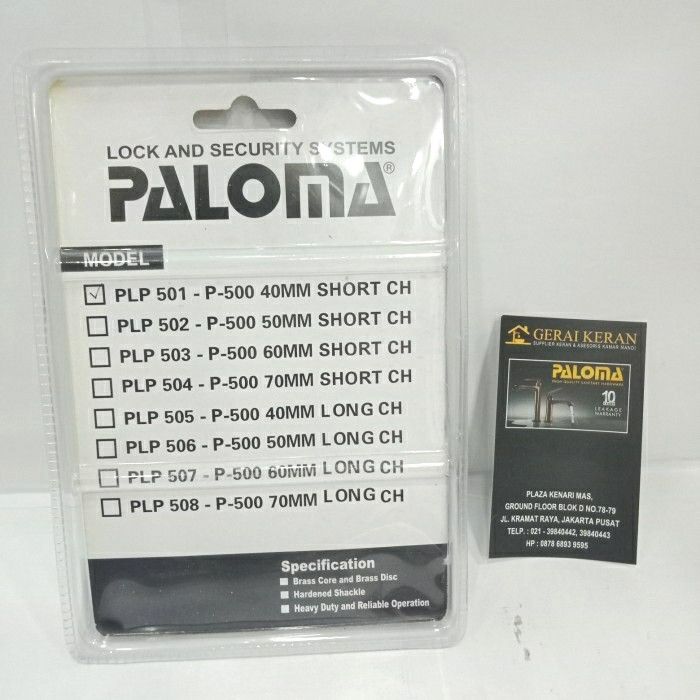 LOCK AND SECURITY SYSTEMS
PALOMA®
MODEL
PLP 501 - P-500 40MM SHORT CH
PLP 502 - P-500 50MM SHORT CH
PLP 503 - P-500 60MM SHORT CH
PLP 504 - P-500 70MM SHORT CH
PLP 505 - P-500 40MM LONG CH
PLP 506 - P-500 50MM LONG CH
PLP 507 - P-500 60MM LONG CH
PLP 508 - P-500 70MM LONG CH
Specification
Brass Core and Brass Disc
Hardened Shackle
Heavy Duty and Reliable Operation
GERAI KERAN
SUPPLIER KERAN & AKSESORIS KAMAR MANDI
PALOMA
HIGH QUALITY SANITARY HARDWARE
10
LEAKAGE
WARRANTY
PLAZA KENARI MAS,
GROUND FLOOR BLOK D NO.78-79
JL. KRAMAT RAYA, JAKARTA PUSAT
TELP. : 021 - 39840442, 39840443
HP : 0878 6893 9595